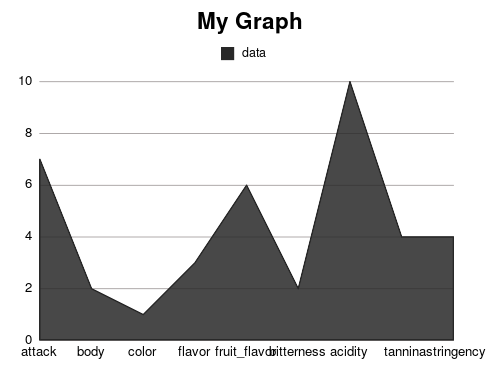 My Graph
data
10
8
6
4
2
0
attack body color flavor fruit_flavor bitterness acidity tannin astringency